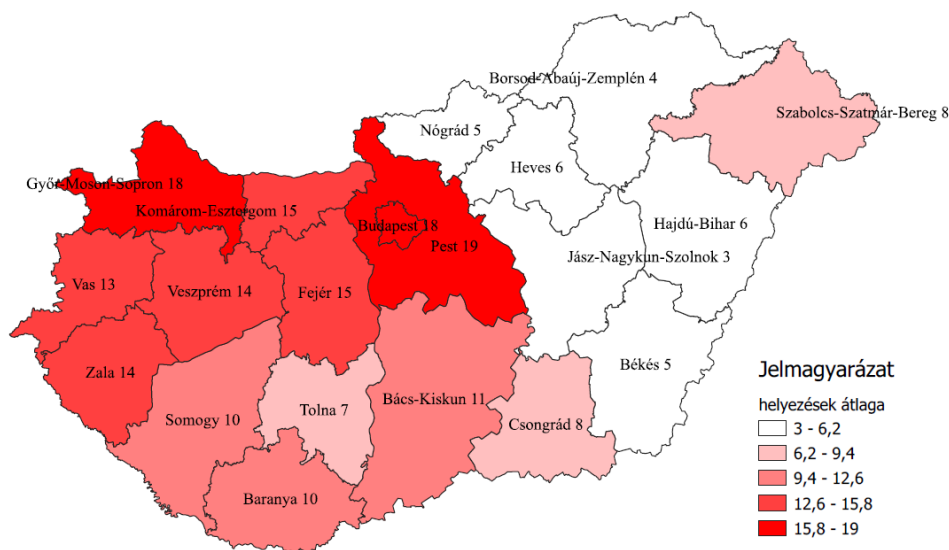 Borsod-Abaúj-Zemplén 4
Szabolcs-Szatmár-Bereg 8
Nógrád 5
Heves 6
Győr-Moson-Sopron 18
Komárom-Esztorgom 15
Budapest 18
Hajdú-Bihar 6
Pest 19
Jász-Nagykun-Szolnok 3
Vas 13
Veszprém 14
Fejér 15
Zala 14
Békés 5
Somogy 10
Tolna 7
Bács-Kiskun 11
Csongrád 8
Baranya 10
Jelmagyarázat
helyezések átlaga
3 - 6,2
6,2 - 9,4
9,4 - 12,6
12,6 - 15,8
15,8 - 19